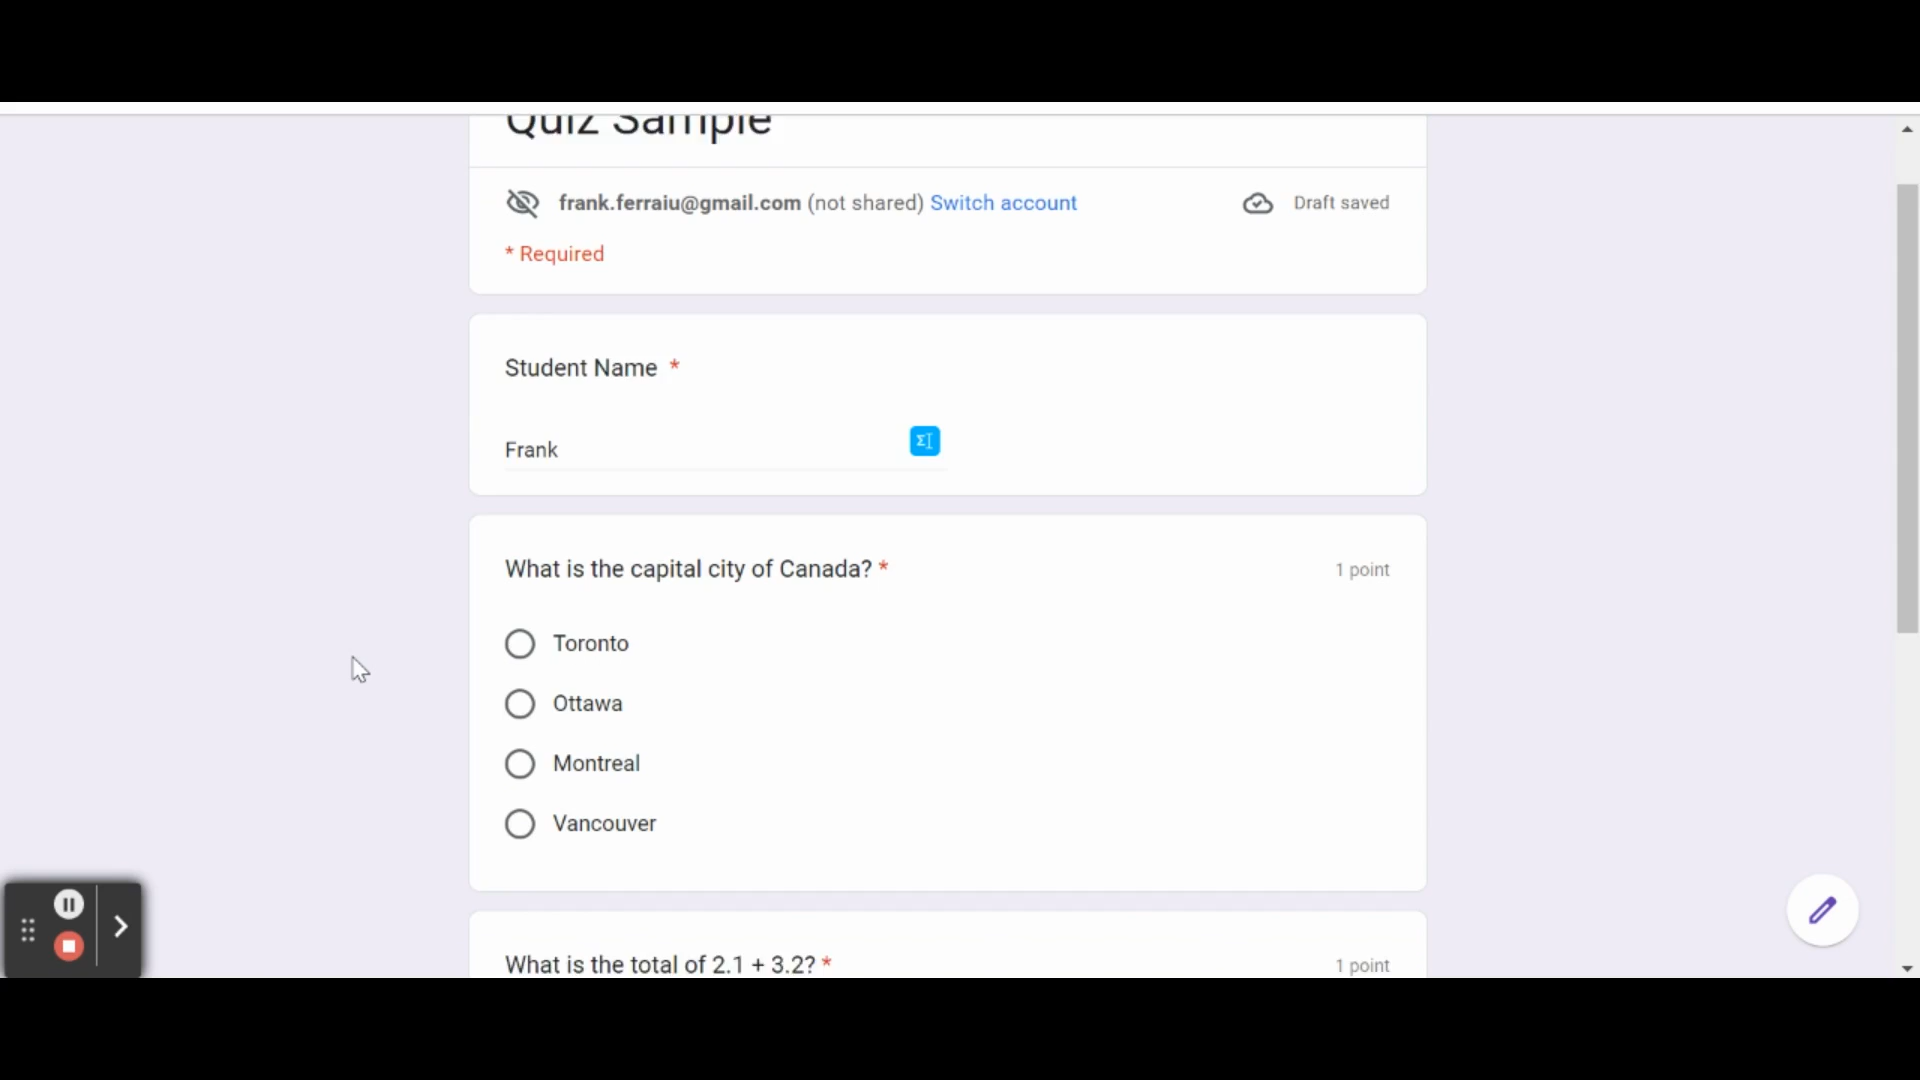 Quiz Sample
frank.ferraiu@gmail.com (not shared) Switch account
Draft saved
* Required
Student Name *
Frank
What is the capital city of Canada? *
1 point
Toronto
Ottawa
Montreal
Vancouver
What is the total of 2.1 + 3.2? *
1 point